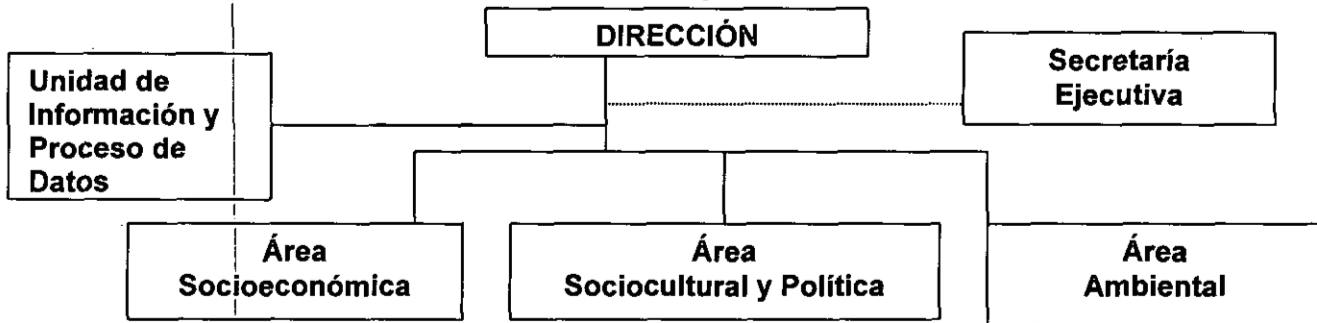 DIRECCIÓN
Secretaría
Ejecutiva
Unidad de
Información y
Proceso de
Datos
Área
Socioeconómica
Área
Sociocultural y Política
Área
Ambiental